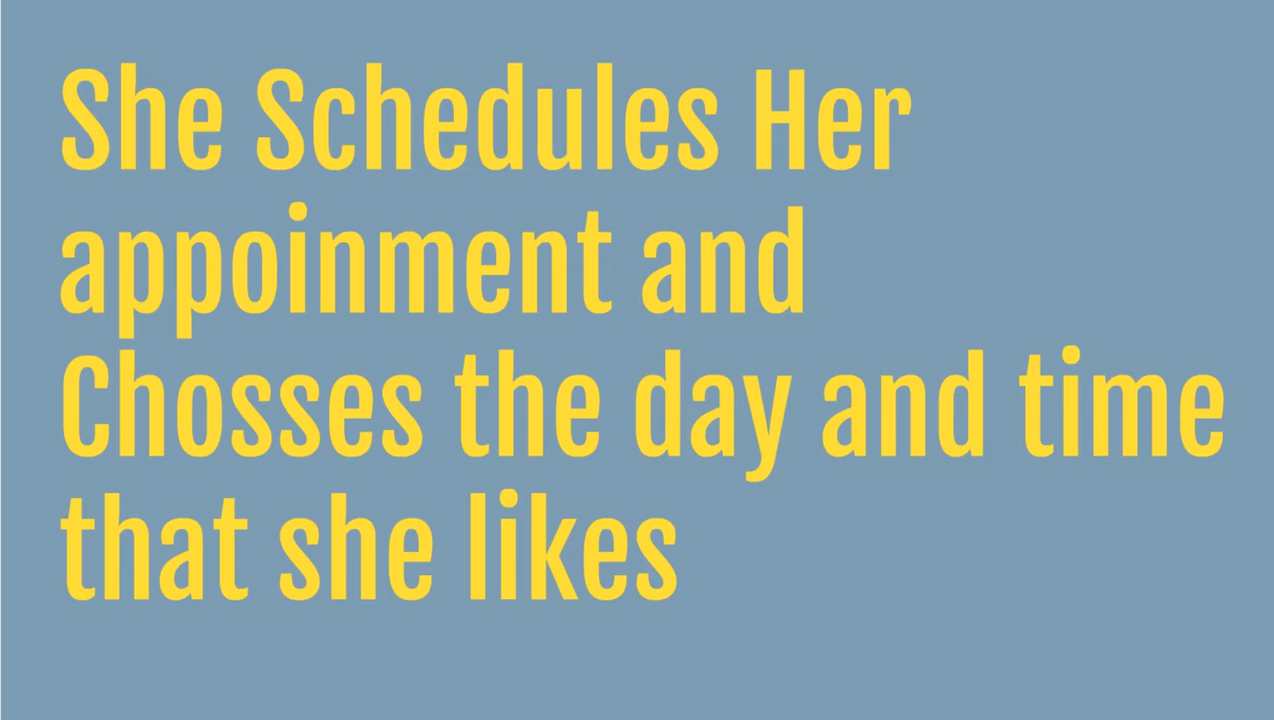 She Schedules Her
appoinment and
Chosses the day and time
that she likes